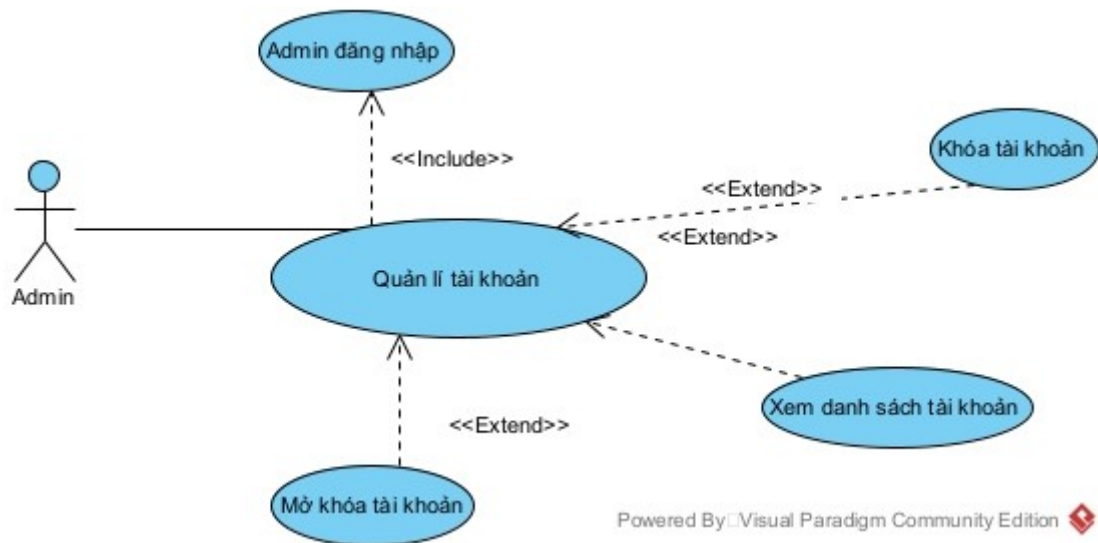 Admin đăng nhập
Khóa tài khoản
<<Include>>
<<Extend>>
<<Extend>>
Quản lí tài khoản
Admin
Xem danh sách tài khoản
<<Extend>>
Mở khóa tài khoản
Powered By Visual Paradigm Community Edition